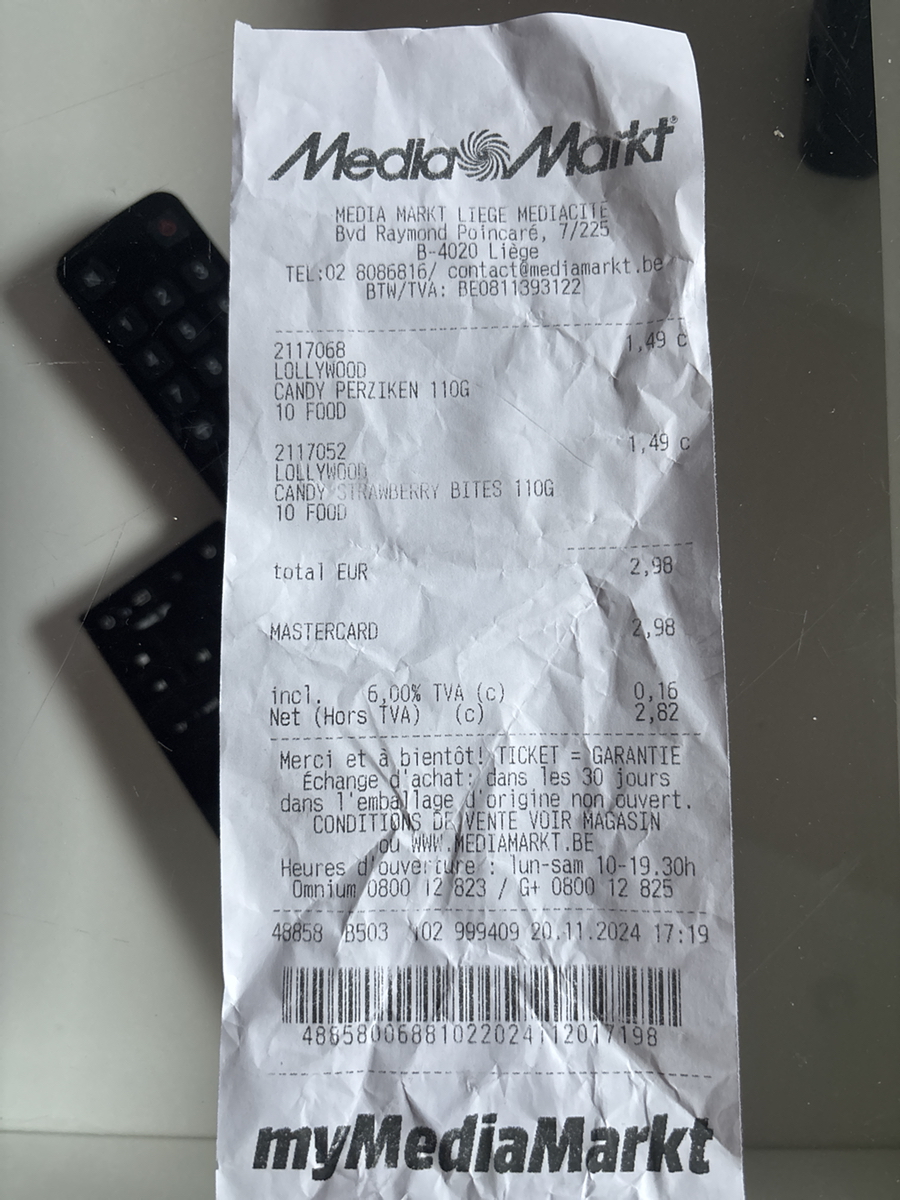 Media Markt
MEDIA MARKT LIEGE MEDIACITE
Bvd Raymond Poincaré, 7/225
B-4020 Liège
TEL:02 8086816/ contact@mediamarkt.be
BTW/TVA: BE0811393122
2117068 1,49 c
LOLLYWOOD
CANDY PERZIKEN 110G
10 FOOD
2117052 1,49 c
LOLLYWOOD
CANDY STRAWBERRY BITES 110G
10 FOOD
total EUR 2,98
MASTERCARD 2,98
incl. 6,00% TVA (c) 0,16
Net (Hors TVA) (c) 2,82
Merci et à bientôt! TICKET = GARANTIE
Échange d'achat: dans les 30 jours
dans l'emballage d'origine non ouvert.
CONDITIONS DE VENTE VOIR MAGASIN
ou WWW.MEDIAMARKT.BE
Heures d'ouverture : lun-sam 10-19.30h
Omnium 0800 12 823 / G+ 0800 12 825
48858 B503 102 999409 20.11.2024 17:19
myMediaMarkt